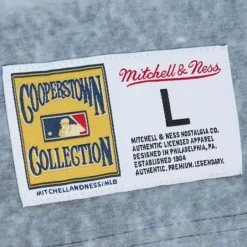 COOPERSTOWN
COLLECTION
MITCHELLANDNESS/MLB
Mitchell & Ness
L
MITCHELL & NESS NOSTALGIA CO.
AUTHENTIC LICENSED APPAREL
DESIGNED IN PHILADELPHIA, PA.
ESTABLISHED 1904
AUTHENTIC. PREMIUM. LEGENDARY.